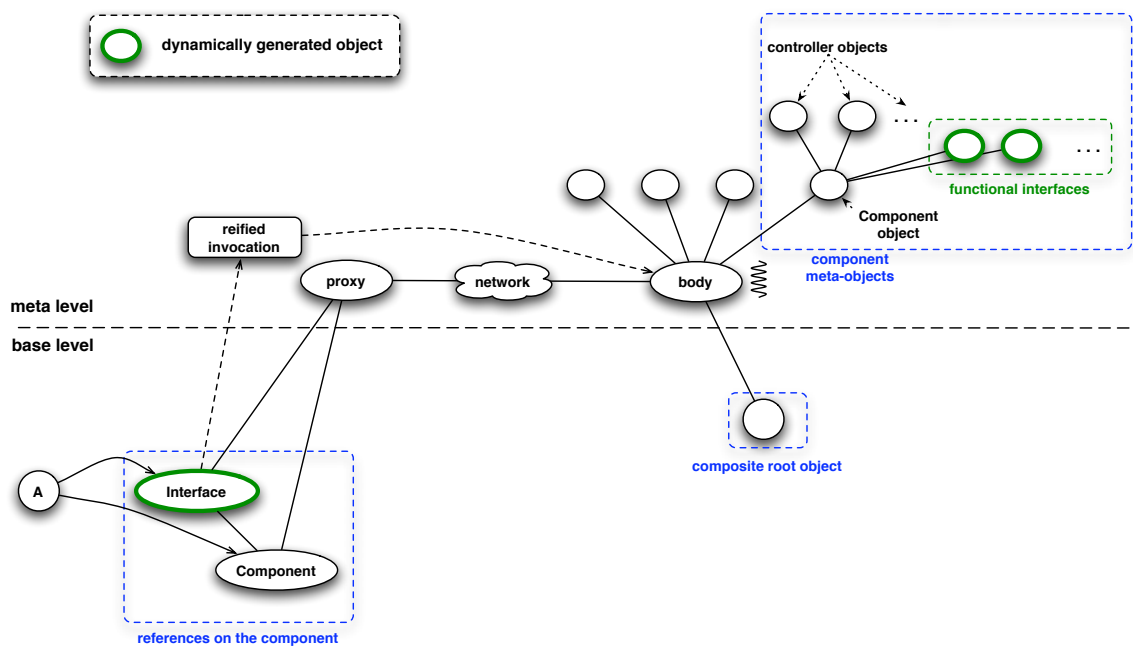 dynamically generated object
controller objects
. . .
. . .
functional interfaces
Component
object
component
meta-objects
reified
invocation
proxy
network
body
meta level
base level
composite root object
A
Interface
Component
references on the component